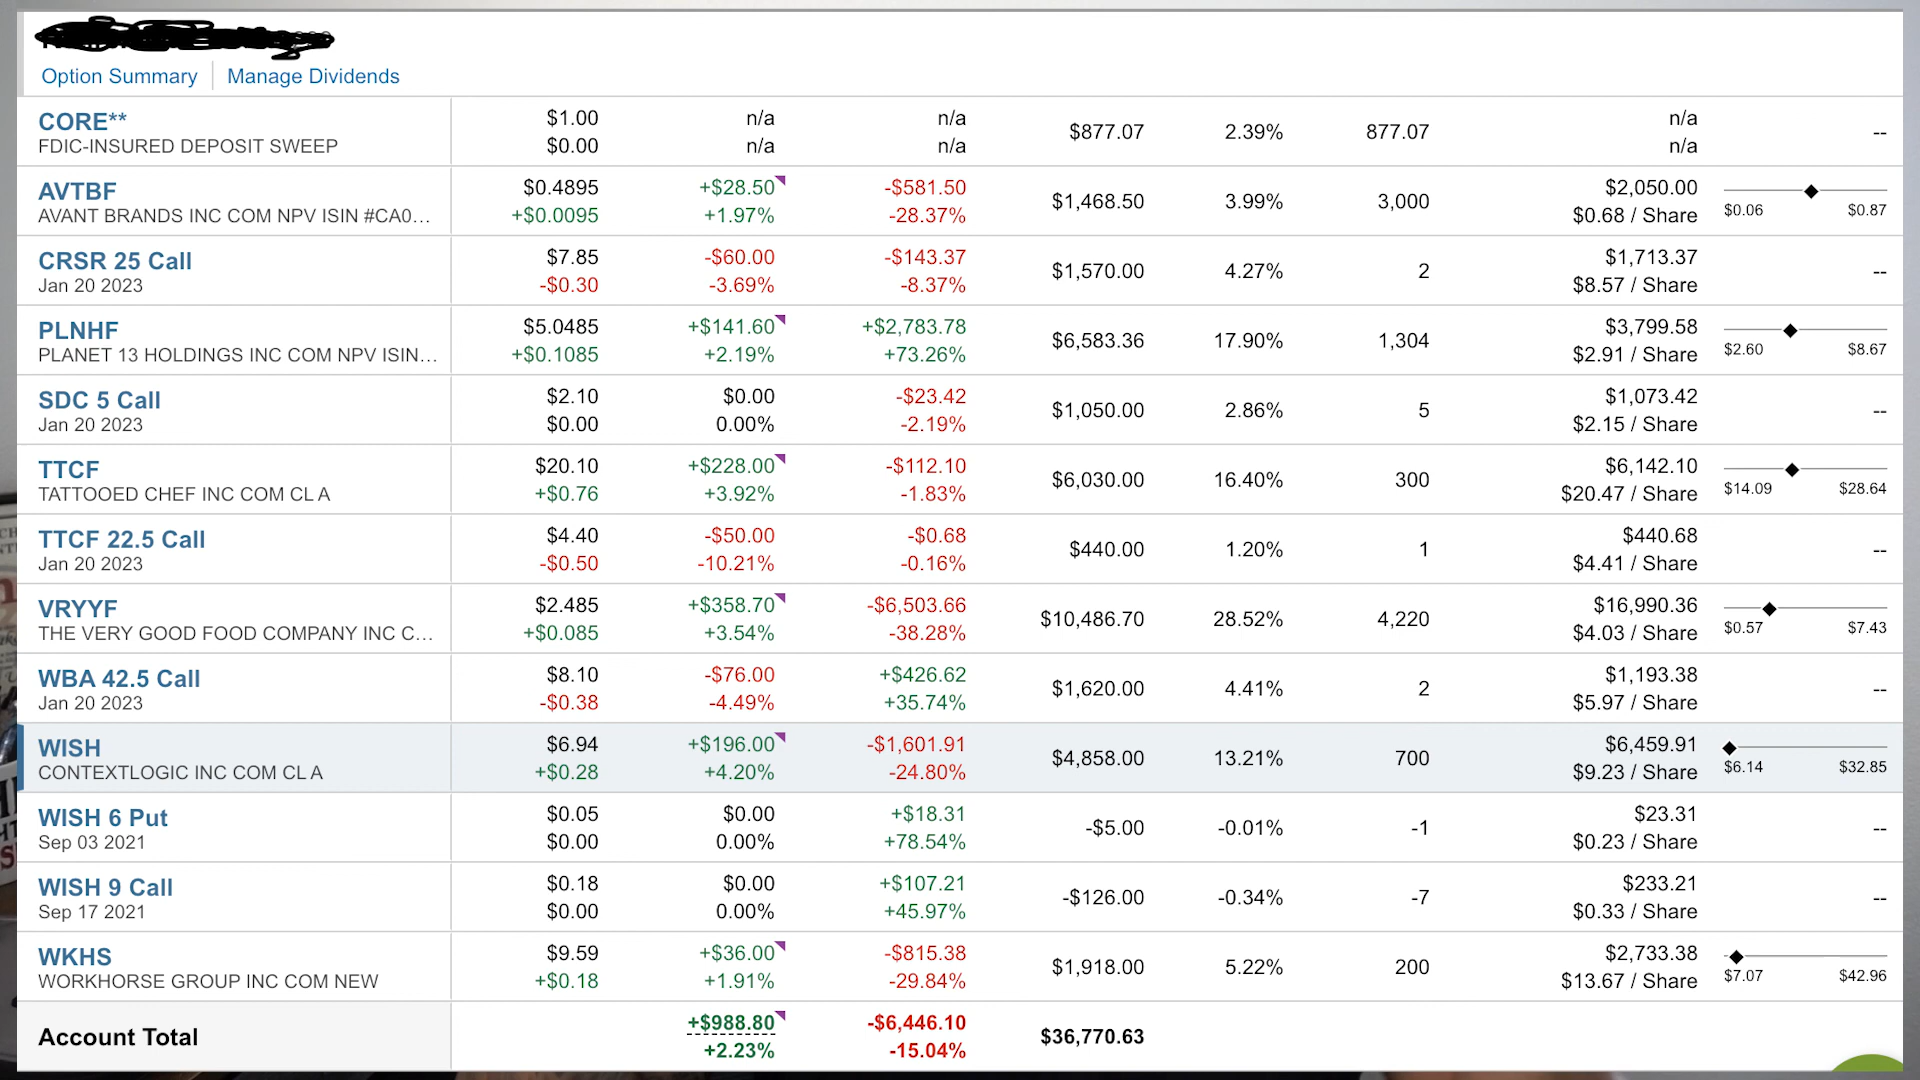 Option Summary Manage Dividends
CORE** $1.00 n/a n/a $877.07 2.39% 877.07 n/a --
FDIC-INSURED DEPOSIT SWEEP $0.00 n/a n/a n/a
AVTBF $0.4895 +$28.50 -$581.50 $1,468.50 3.99% 3,000 $2,050.00
AVANT BRANDS INC COM NPV ISIN #CA0... +$0.0095 +1.97% -28.37% $0.68 / Share $0.06 $0.87
CRSR 25 Call $7.85 -$60.00 -$143.37 $1,570.00 4.27% 2 $1,713.37 --
Jan 20 2023 -$0.30 -3.69% -8.37% $8.57 / Share
PLNHF $5.0485 +$141.60 +$2,783.78 $6,583.36 17.90% 1,304 $3,799.58
PLANET 13 HOLDINGS INC COM NPV ISIN... +$0.1085 +2.19% +73.26% $2.91 / Share $2.60 $8.67
SDC 5 Call $2.10 $0.00 -$23.42 $1,050.00 2.86% 5 $1,073.42 --
Jan 20 2023 $0.00 0.00% -2.19% $2.15 / Share
TTCF $20.10 +$228.00 -$112.10 $6,030.00 16.40% 300 $6,142.10
TATTOOED CHEF INC COM CL A +$0.76 +3.92% -1.83% $20.47 / Share $14.09 $28.64
TTCF 22.5 Call $4.40 -$50.00 -$0.68 $440.00 1.20% 1 $440.68 --
Jan 20 2023 -$0.50 -10.21% -0.16% $4.41 / Share
VRYYF $2.485 +$358.70 -$6,503.66 $10,486.70 28.52% 4,220 $16,990.36
THE VERY GOOD FOOD COMPANY INC C... +$0.085 +3.54% -38.28% $4.03 / Share $0.57 $7.43
WBA 42.5 Call $8.10 -$76.00 +$426.62 $1,620.00 4.41% 2 $1,193.38 --
Jan 20 2023 -$0.38 -4.49% +35.74% $5.97 / Share
WISH $6.94 +$196.00 -$1,601.91 $4,858.00 13.21% 700 $6,459.91
CONTEXTLOGIC INC COM CL A +$0.28 +4.20% -24.80% $9.23 / Share $6.14 $32.85
WISH 6 Put $0.05 $0.00 +$18.31 -$5.00 -0.01% -1 $23.31 --
Sep 03 2021 $0.00 0.00% +78.54% $0.23 / Share
WISH 9 Call $0.18 $0.00 +$107.21 -$126.00 -0.34% -7 $233.21 --
Sep 17 2021 $0.00 0.00% +45.97% $0.33 / Share
WKHS $9.59 +$36.00 -$815.38 $1,918.00 5.22% 200 $2,733.38
WORKHORSE GROUP INC COM NEW +$0.18 +1.91% -29.84% $13.67 / Share $7.07 $42.96
Account Total +$988.80 -$6,446.10 $36,770.63
+2.23% -15.04%